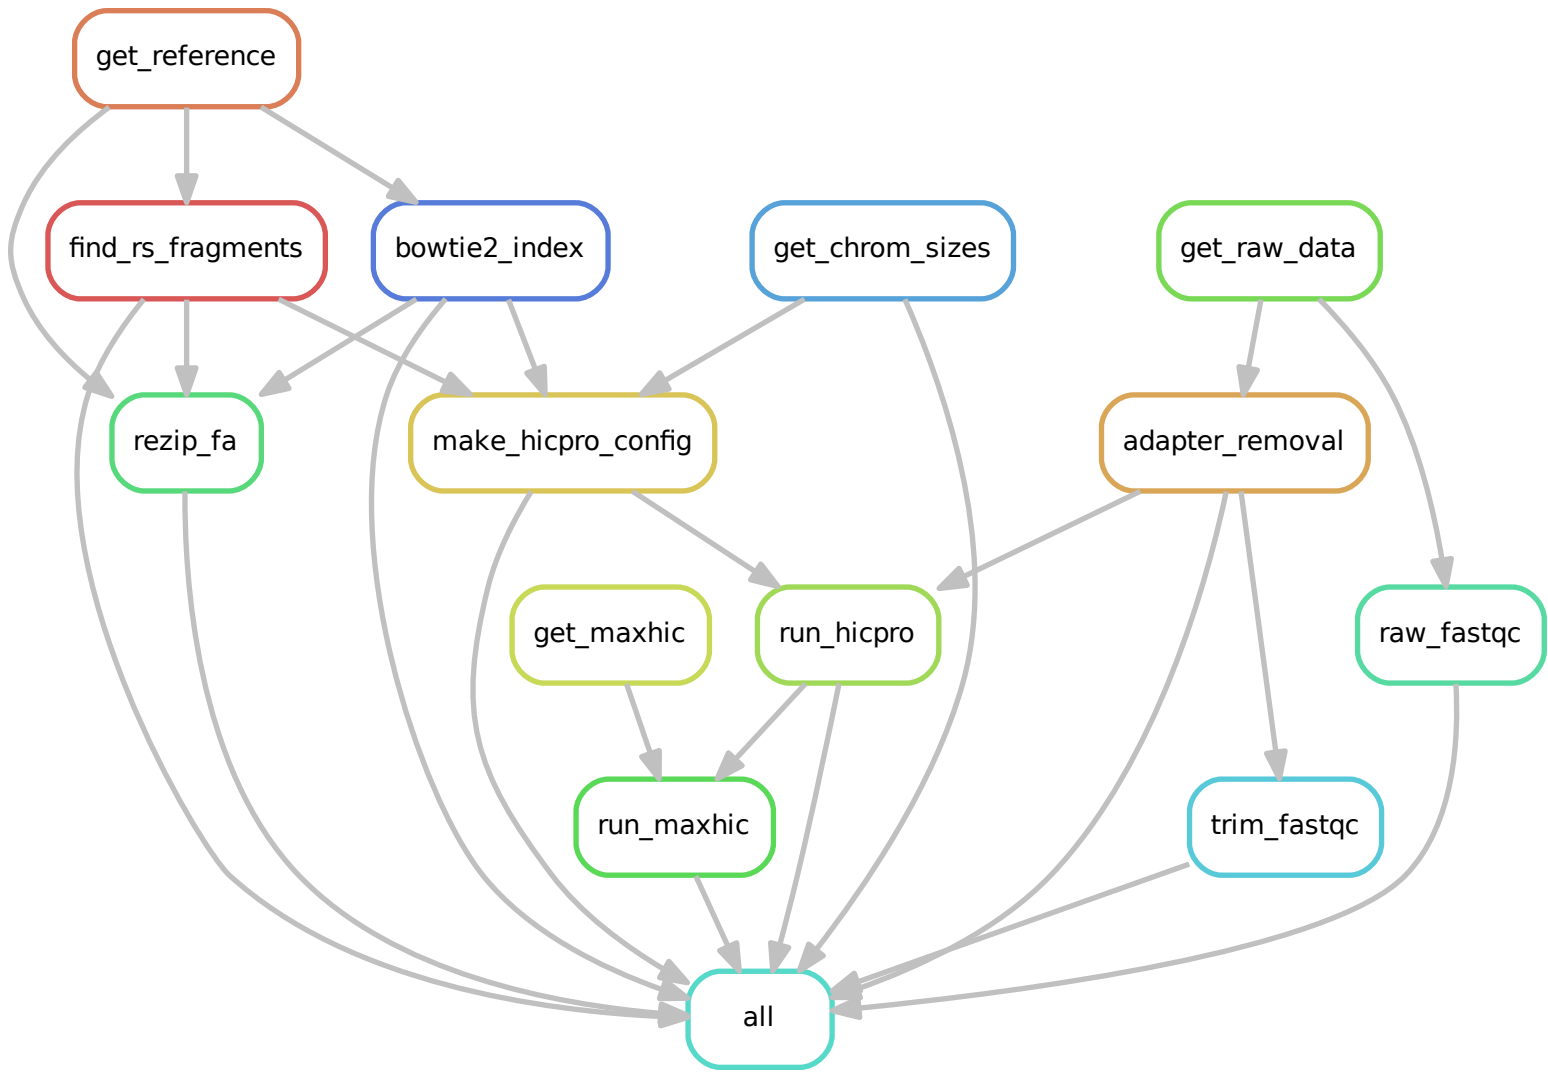 get_reference
find_rs_fragments
bowtie2_index
get_chrom_sizes
get_raw_data
rezip_fa
make_hicpro_config
adapter_removal
get_maxhic
run_hicpro
raw_fastqc
run_maxhic
trim_fastqc
all